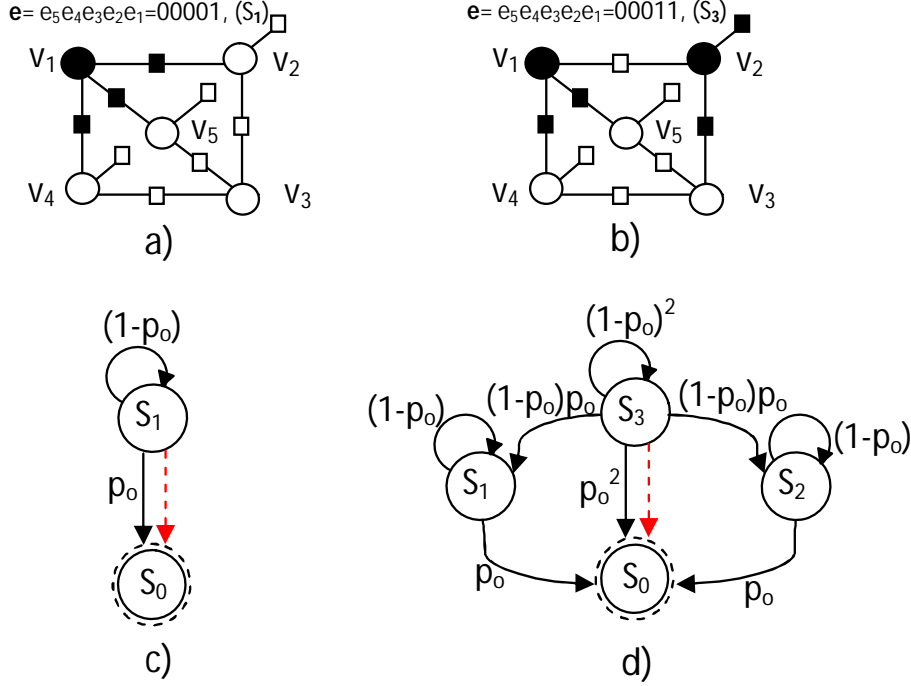 e= e₅e₄e₃e₂e₁=00001, (S₁)
e= e₅e₄e₃e₂e₁=00011, (S₃)
V₁
V₂
V₅
V₄
V₃
a)
V₁
V₂
V₅
V₄
V₃
b)
(1-pₒ)
S₁
pₒ
S₀
c)
(1-pₒ)²
(1-pₒ)
(1-pₒ)pₒ
S₃
(1-pₒ)pₒ
(1-pₒ)
S₁
pₒ²
S₂
pₒ
S₀
pₒ
d)